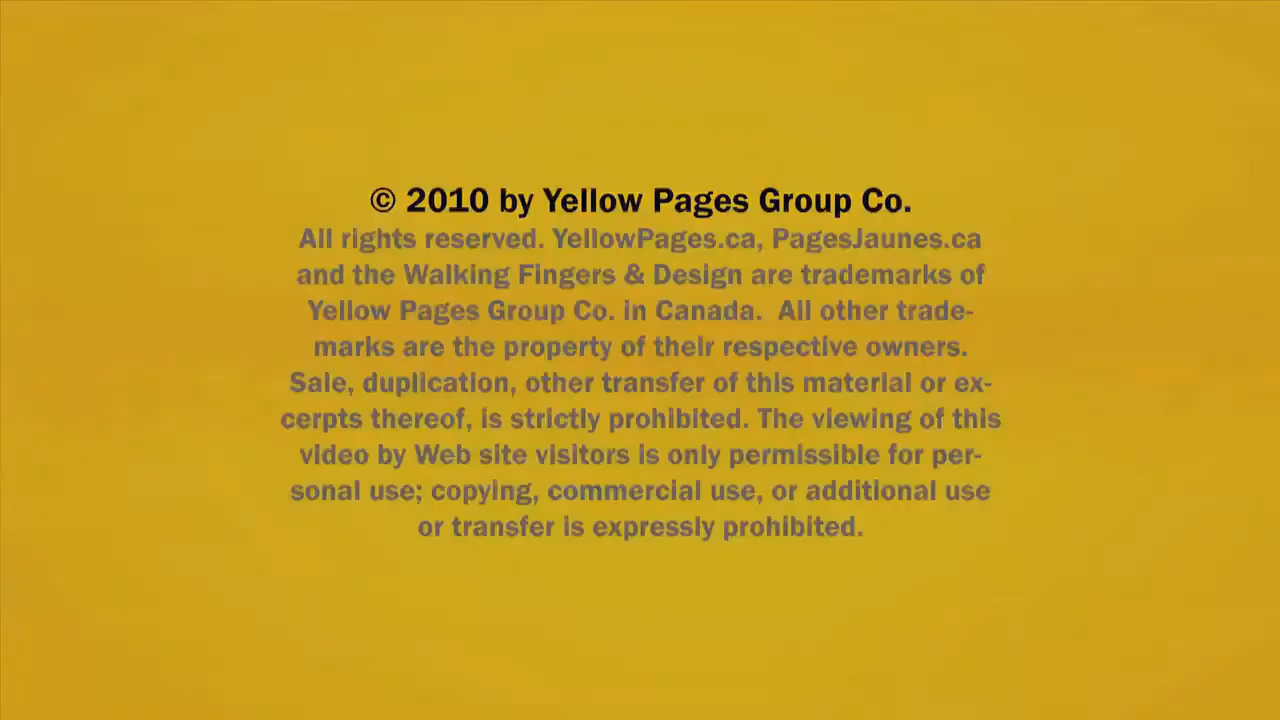 © 2010 by Yellow Pages Group Co.
All rights reserved. YellowPages.ca, PagesJaunes.ca
and the Walking Fingers & Design are trademarks of
Yellow Pages Group Co. in Canada.  All other trade-
marks are the property of their respective owners.
Sale, duplication, other transfer of this material or ex-
cerpts thereof, is strictly prohibited. The viewing of this
video by Web site visitors is only permissible for per-
sonal use; copying, commercial use, or additional use
or transfer is expressly prohibited.